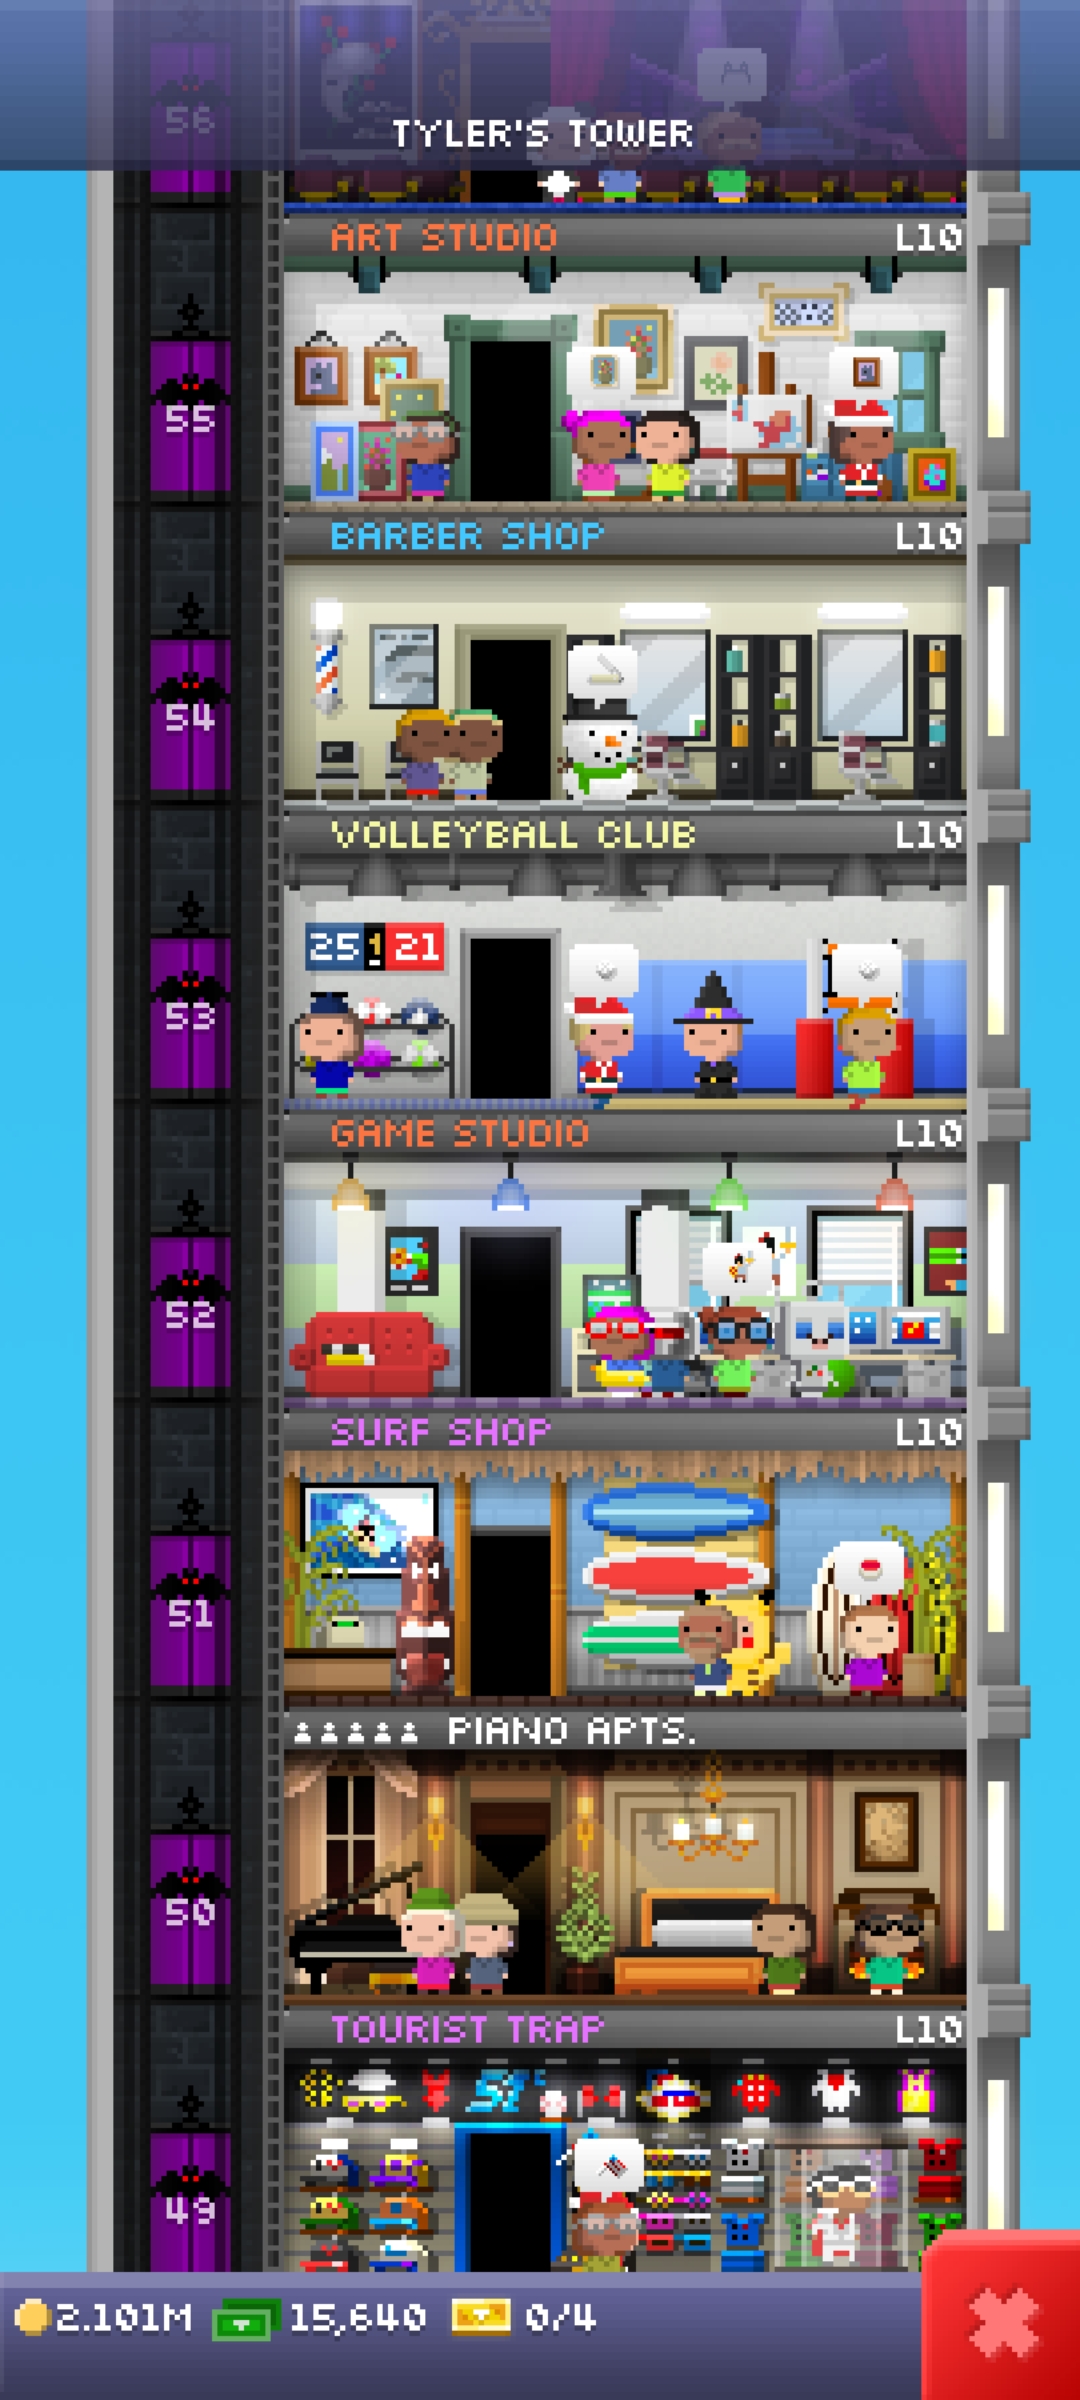 56
TYLER'S TOWER
ART STUDIO L10
55
BARBER SHOP L10
54
VOLLEYBALL CLUB L10
25 1 21
53
GAME STUDIO L10
52
SURF SHOP L10
51
PIANO APTS.
50
TOURIST TRAP L10
51
49
2.101M 15,640 0/4